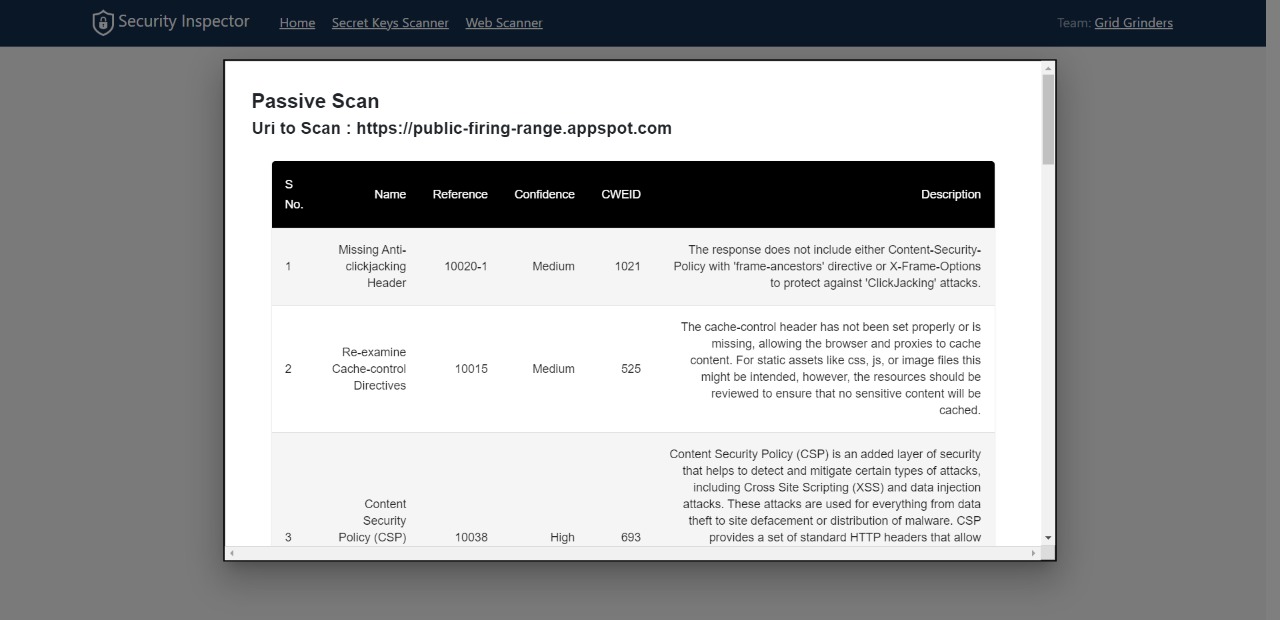 Security Inspector Home Secret Keys Scanner Web Scanner Team: Grid Grinders
Passive Scan
Uri to Scan : https://public-firing-range.appspot.com
S No. Name Reference Confidence CWEID Description
1
Missing Anti-
clickjacking
Header
10020-1 Medium 1021
The response does not include either Content-Security-
Policy with 'frame-ancestors' directive or X-Frame-Options
to protect against 'ClickJacking' attacks.
2
Re-examine
Cache-control
Directives
10015 Medium 525
The cache-control header has not been set properly or is
missing, allowing the browser and proxies to cache
content. For static assets like css, js, or image files this
might be intended, however, the resources should be
reviewed to ensure that no sensitive content will be
cached.
3
Content
Security
Policy (CSP)
10038 High 693
Content Security Policy (CSP) is an added layer of security
that helps to detect and mitigate certain types of attacks,
including Cross Site Scripting (XSS) and data injection
attacks. These attacks are used for everything from data
theft to site defacement or distribution of malware. CSP
provides a set of standard HTTP headers that allow